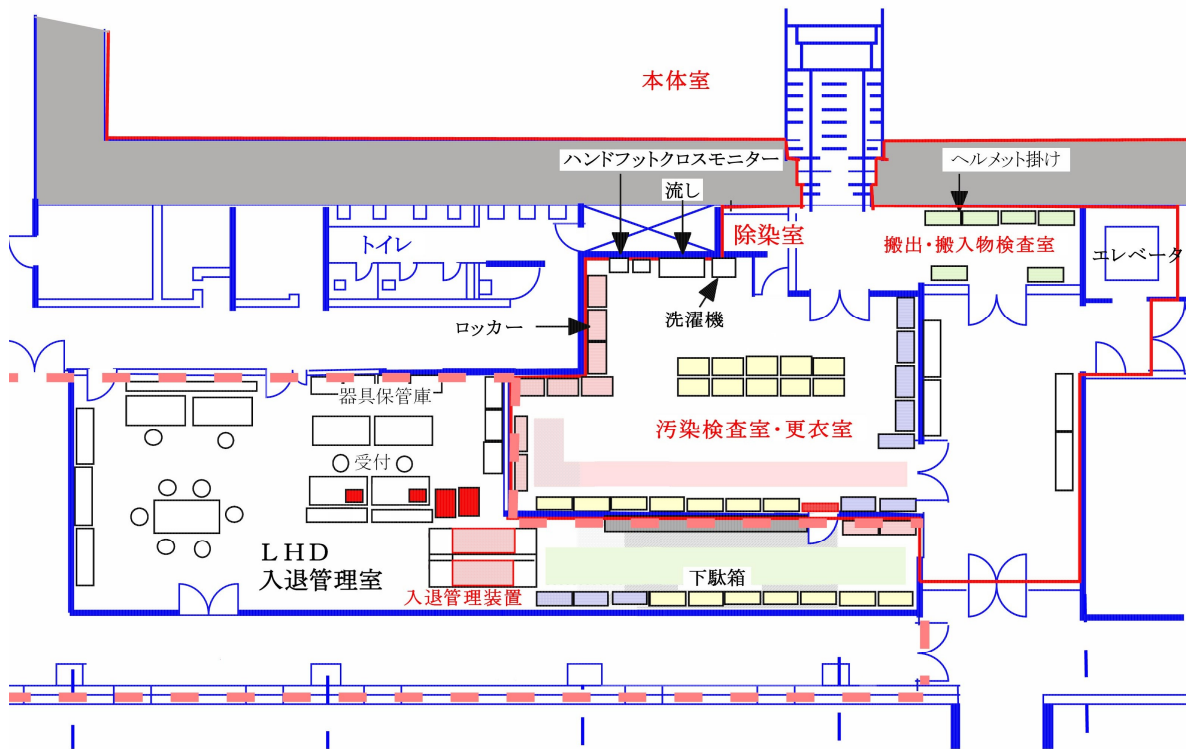 本体室
ハンドフットクロスモニター
ヘルメット掛け
流し
除染室
搬出・搬入物検査室
トイレ
エレベータ
ロッカー
洗濯機
器具保管庫
汚染検査室・更衣室
受付
LHD
入退管理室
下駄箱
入退管理装置